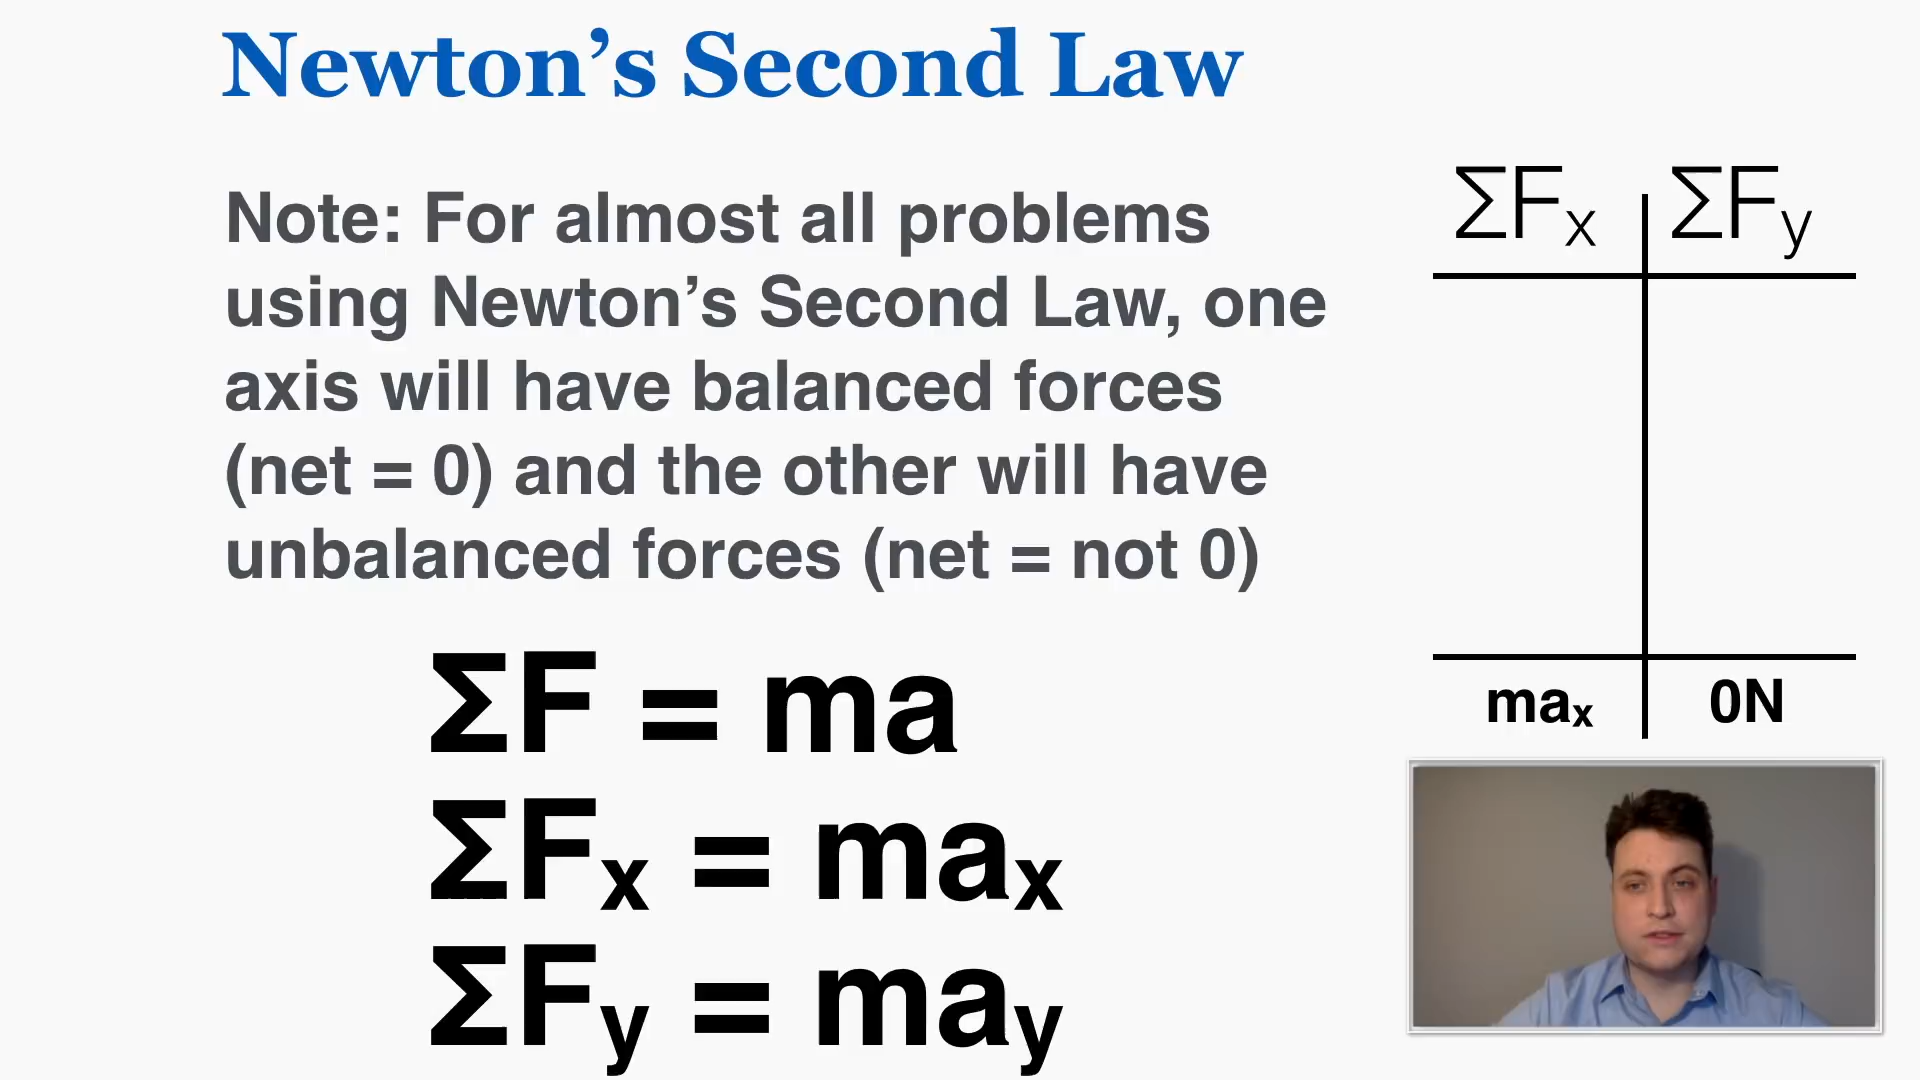 Newton’s Second Law
Note: For almost all problems
using Newton’s Second Law, one
axis will have balanced forces
(net = 0) and the other will have
unbalanced forces (net = not 0)
ΣF = ma
ΣFₓ = maₓ
ΣFy = may
ΣFₓ ΣFy
maₓ 0N